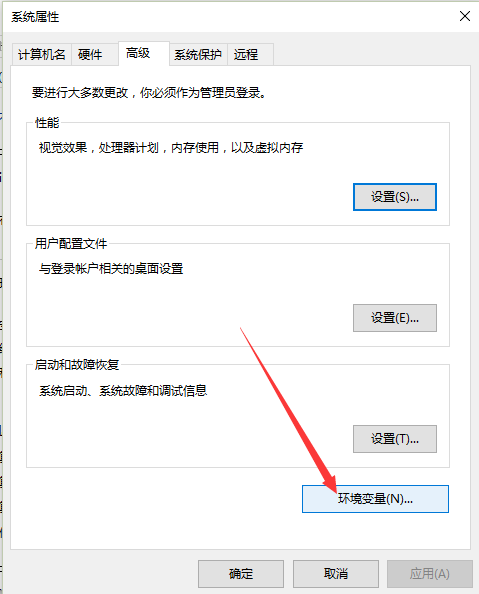 系统属性
计算机名 硬件 高级 系统保护 远程
要进行大多数更改，你必须作为管理员登录。
性能
视觉效果，处理器计划，内存使用，以及虚拟内存
设置(S)...
用户配置文件
与登录帐户相关的桌面设置
设置(E)...
启动和故障恢复
系统启动、系统故障和调试信息
设置(T)...
环境变量(N)...
确定 取消 应用(A)